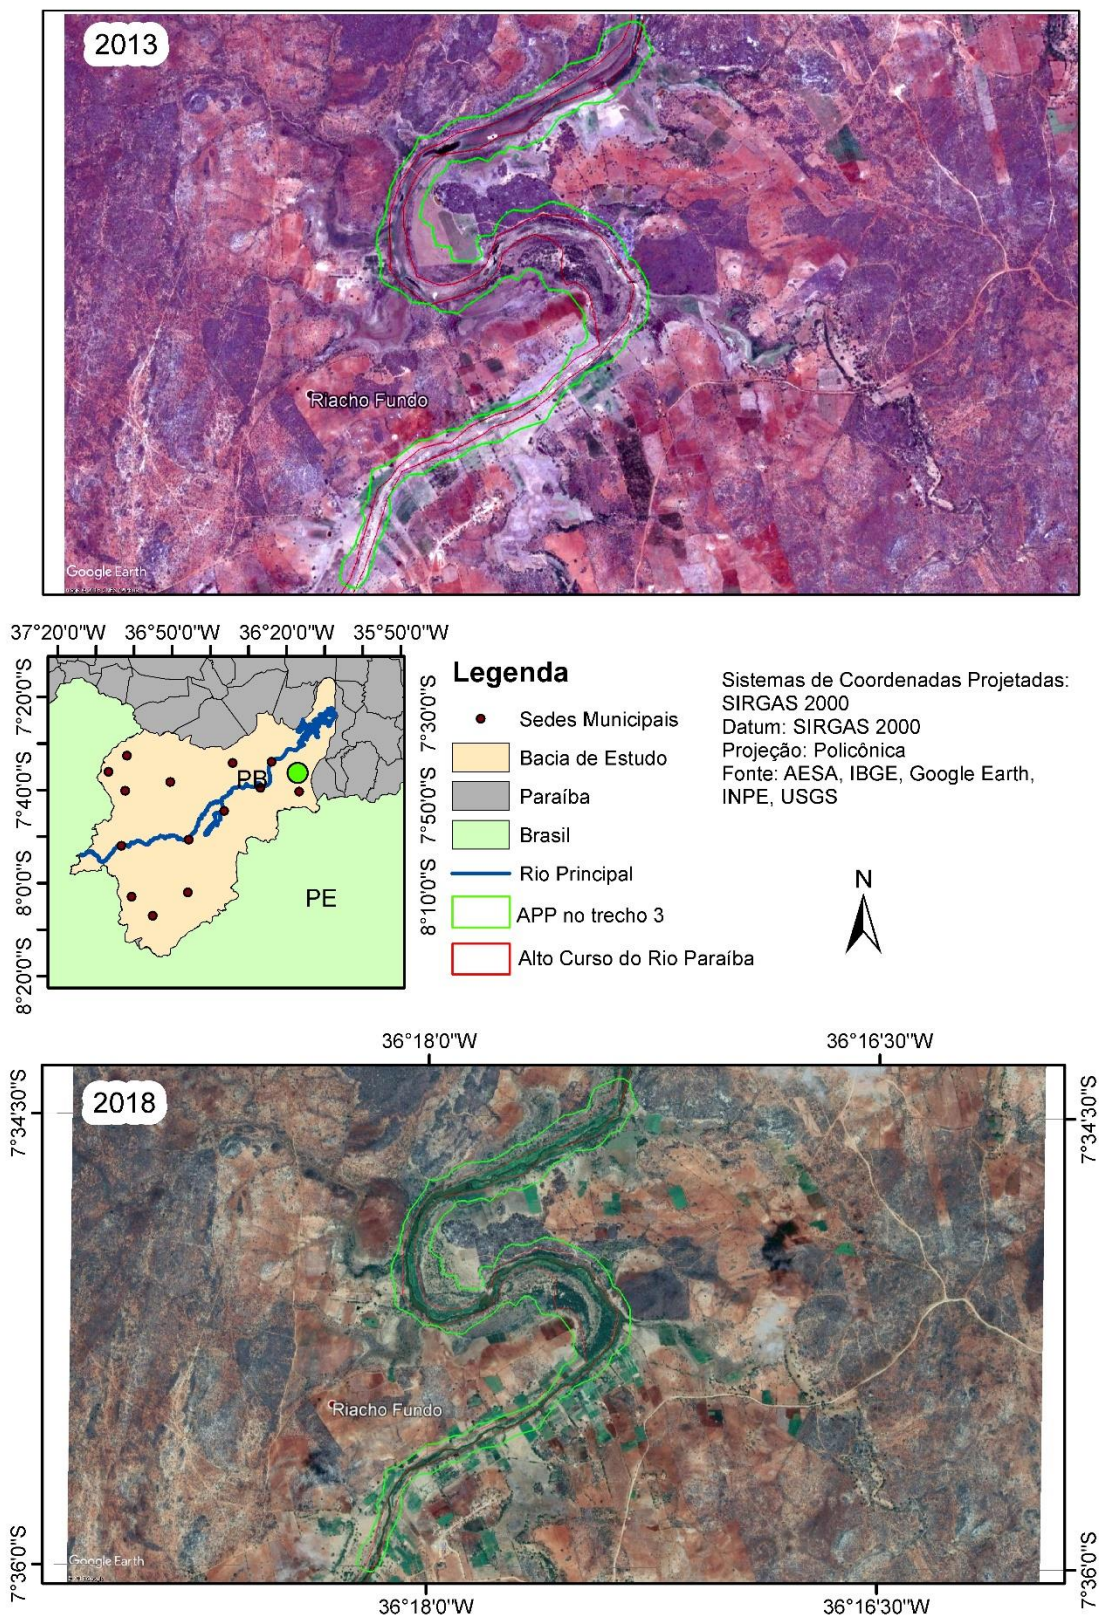 2013
Riacho Fundo
Google Earth
37°20'0"W 36°50'0"W 36°20'0"W 35°50'0"W
7°20'0"S
7°40'0"S
8°0'0"S
8°20'0"S
PB
PE
7°30'0"S
7°50'0"S
8°10'0"S
Legenda
Sedes Municipais
Bacia de Estudo
Paraíba
Brasil
Rio Principal
APP no trecho 3
Alto Curso do Rio Paraíba
Sistemas de Coordenadas Projetadas:
SIRGAS 2000
Datum: SIRGAS 2000
Projeção: Policônica
Fonte: AESA, IBGE, Google Earth,
INPE, USGS
N
36°18'0"W 36°16'30"W
2018
7°34'30"S
7°34'30"S
Riacho Fundo
Google Earth
7°36'0"S
7°36'0"S
36°18'0"W 36°16'30"W